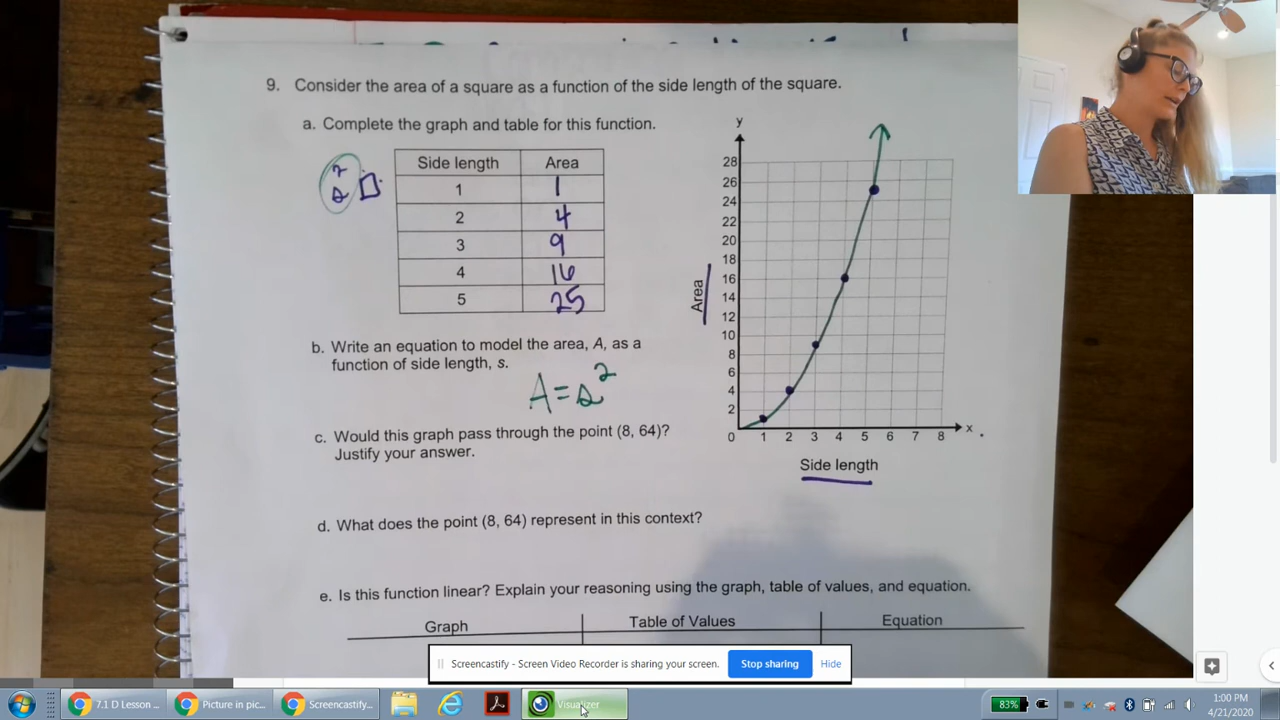 9. Consider the area of a square as a function of the side length of the square.
a. Complete the graph and table for this function.
Side length Area
1 1
2 4
3 9
4 16
5 25
b. Write an equation to model the area, A, as a
function of side length, s.
A = s²
c. Would this graph pass through the point (8, 64)?
Justify your answer.
d. What does the point (8, 64) represent in this context?
e. Is this function linear? Explain your reasoning using the graph, table of values, and equation.
Graph Table of Values Equation
y
28
26
24
22
20
18
16
14
12
10
8
6
4
2
0 1 2 3 4 5 6 7 8 x
Area
Side length
Screencastify - Screen Video Recorder is sharing your screen. Stop sharing Hide
7.1 D Lesson ... Picture in pic... Screencastify... Visualizer
83% 1:00 PM
4/21/2020